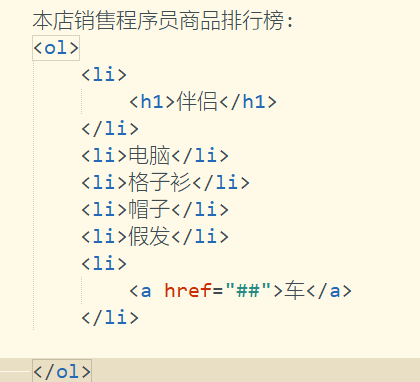 本店销售程序员商品排行榜:
<ol>
<li>
<h1>伴侣</h1>
</li>
<li>电脑</li>
<li>格子衫</li>
<li>帽子</li>
<li>假发</li>
<li>
<a href="##">车</a>
</li>
</ol>